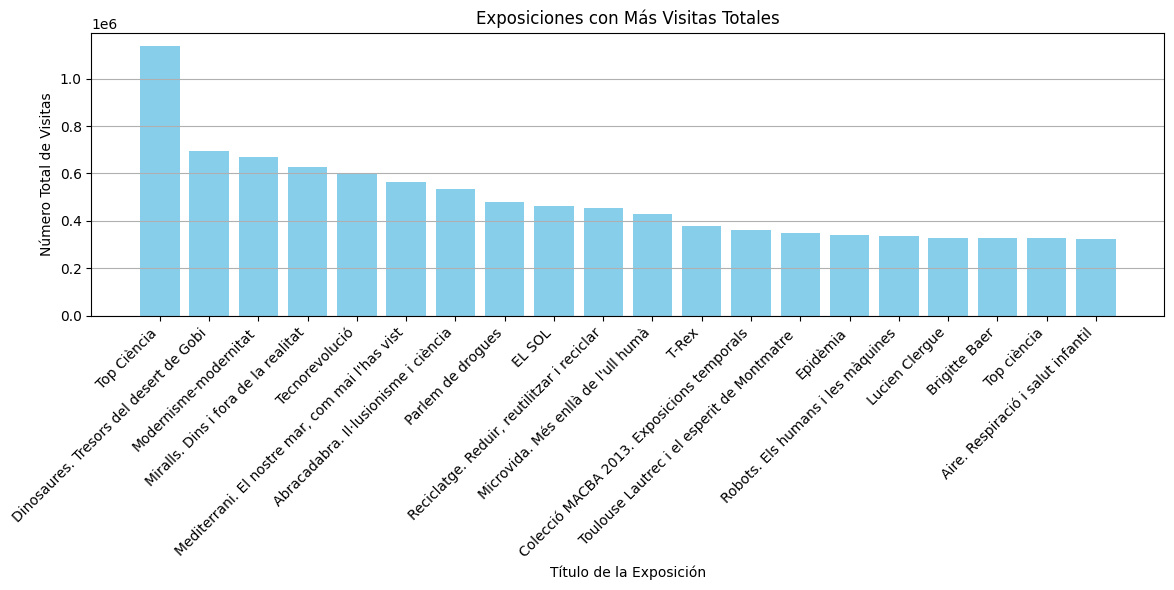 Exposiciones con Más Visitas Totales
1e6
Número Total de Visitas
1.0
0.8
0.6
0.4
0.2
0.0
Top Ciència
Dinosaures. Tresors del desert de Gobi
Modernisme-modernitat
Miralls. Dins i fora de la realitat
Tecnorevolució
Mediterrani. El nostre mar, com mai l'has vist
Abracadabra. Il·lusionisme i ciència
Parlem de drogues
EL SOL
Reciclatge. Reduir, reutilitzar i reciclar
Microvida. Més enllà de l'ull humà
T-Rex
Colecció MACBA 2013. Exposicions temporals
Toulouse Lautrec i el esperit de Montmatre
Epidèmia
Robots. Els humans i les màquines
Lucien Clergue
Brigitte Baer
Top ciència
Aire. Respiració i salut infantil
Título de la Exposición